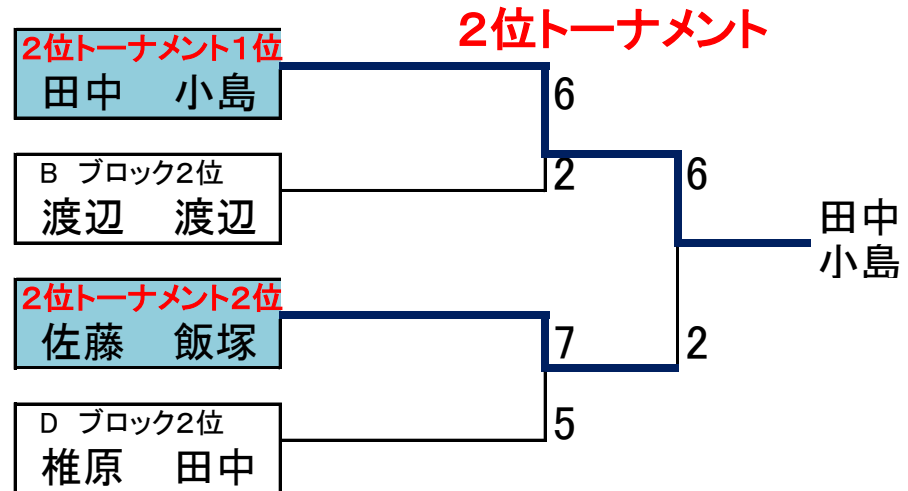 ２位トーナメント
２位トーナメント１位
田中　小島
6
B　ブロック２位
渡辺　渡辺
2
6
田中
小島
２位トーナメント２位
佐藤　飯塚
7
2
D　ブロック２位
椎原　田中
5